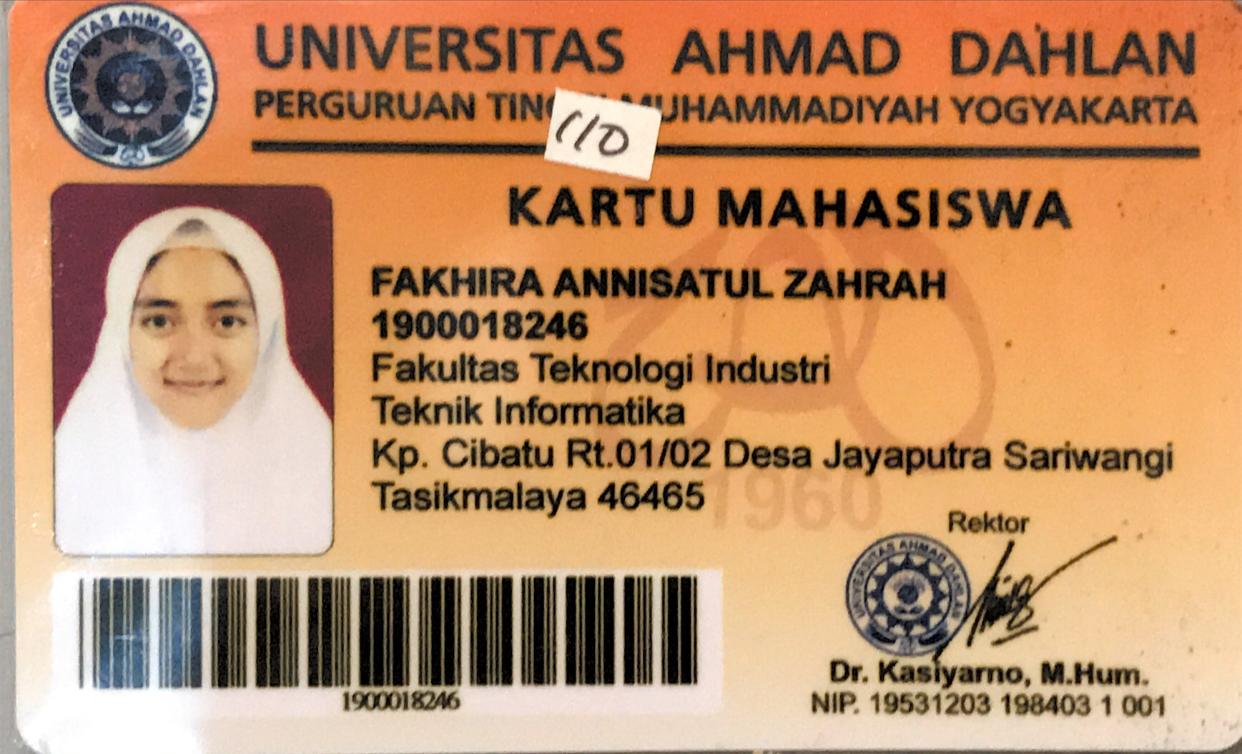 UNIVERSITAS AHMAD DAHLAN
UNIVERSITAS AHMAD DAHLAN
PERGURUAN MUHAMMADIYAH YOGYAKARTA
110
KARTU MAHASISWA
FAKHIRA ANNISATUL ZAHRAH
1900018246
Fakultas Teknologi Industri
Teknik Informatika
Kp. Cibatu Rt.01/02 Desa Jayaputra Sariwangi
Tasikmalaya 46465
1960
Rektor
UNIVERSITAS AHMAD DAHLAN
Dr. Kasiyarno, M.Hum.
NIP. 19531203 198403 1 001
1900018246